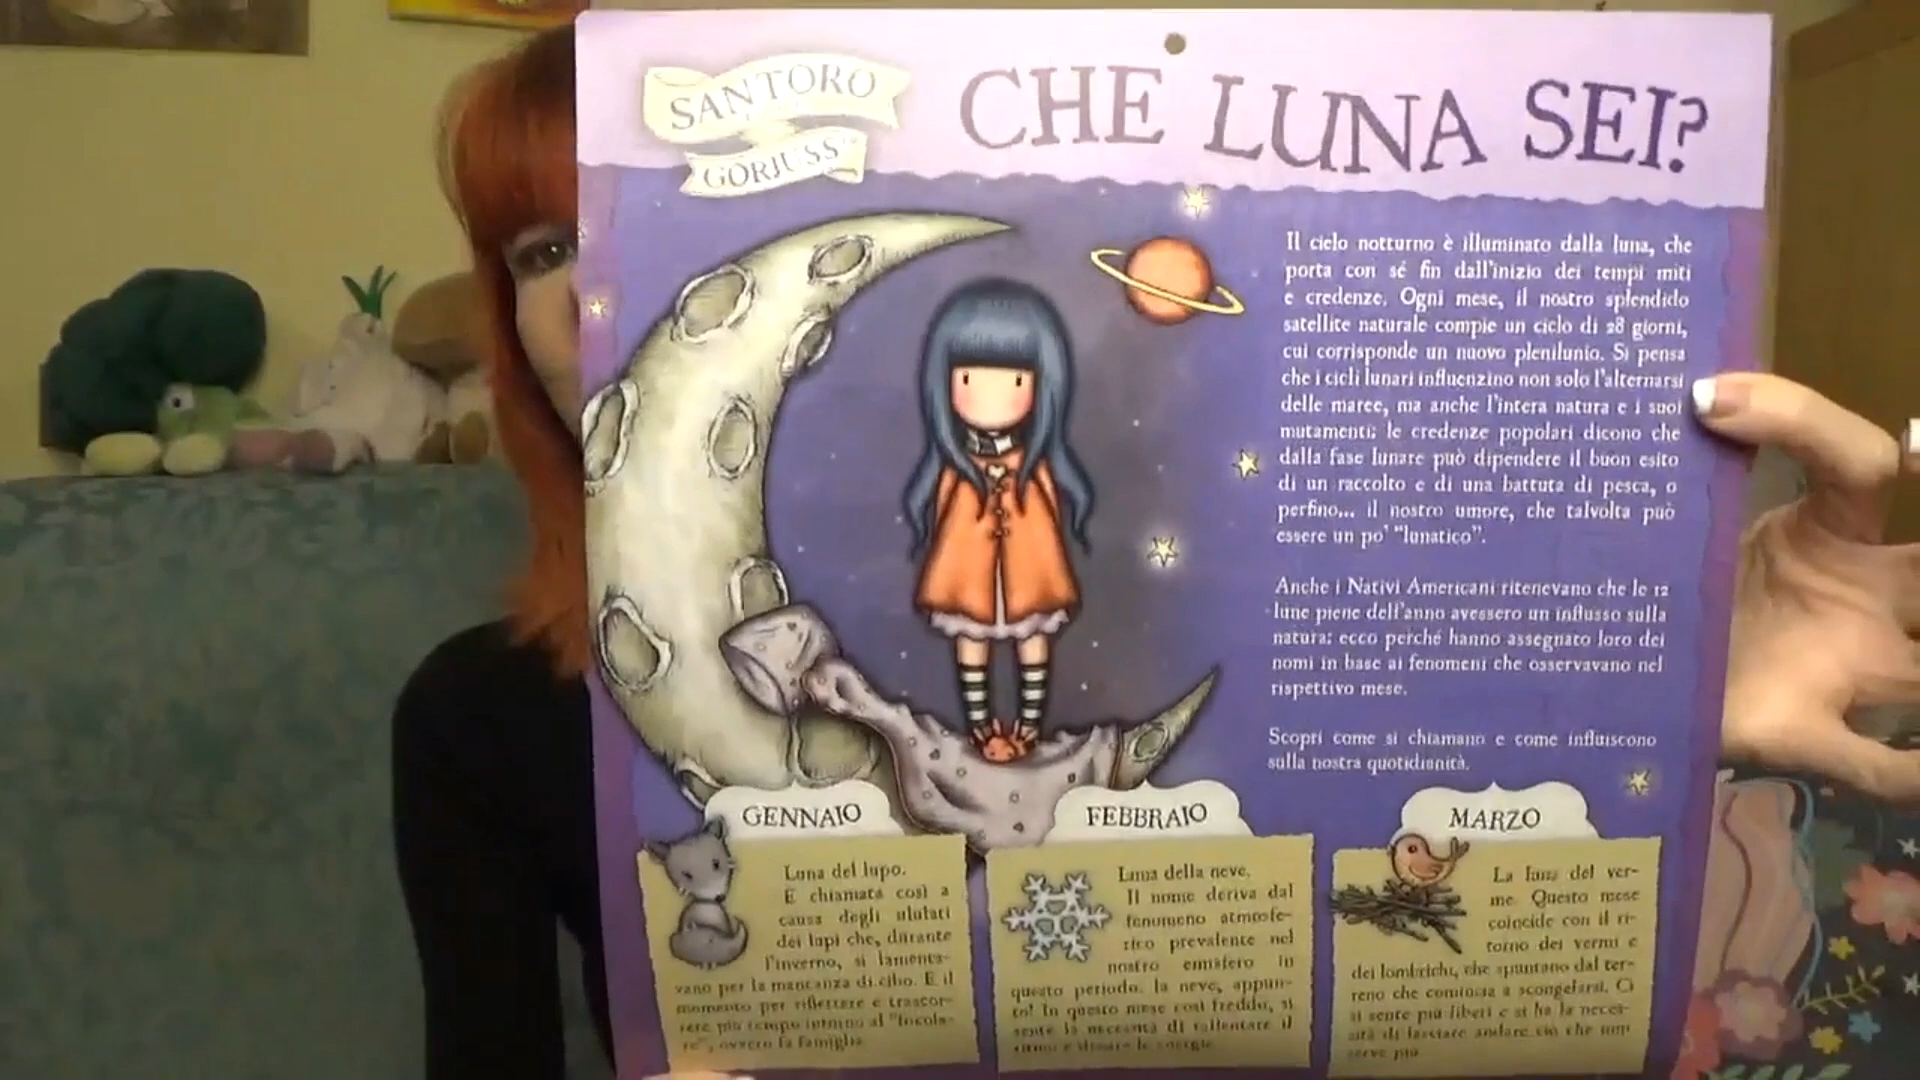 SANTORO
GORJUSS
CHE LUNA SEI?
Il cielo notturno è illuminato dalla luna, che
porta con sé fin dall'inizio dei tempi miti
e credenze. Ogni mese, il nostro splendido
satellite naturale compie un ciclo di 28 giorni,
cui corrisponde un nuovo plenilunio. Si pensa
che i cicli lunari influenzino non solo l'alternarsi
delle maree, ma anche l'intera natura e i suoi
mutamenti: le credenze popolari dicono che
dalla fase lunare può dipendere il buon esito
di un raccolto e di una battuta di pesca, o
perfino... il nostro umore, che talvolta può
essere un po' "lunatico".
Anche i Nativi Americani ritenevano che le 12
lune piene dell'anno avessero un influsso sulla
natura: ecco perché hanno assegnato loro dei
nomi in base ai fenomeni che osservavano nel
rispettivo mese.
Scopri come si chiamano e come influiscono
sulla nostra quotidianità.
GENNAIO
Luna del lupo.
È chiamata così a
causa degli ululati
dei lupi che, durante
l'inverno, si lamenta-
vano per la mancanza di cibo. È il
momento per riflettere e trascor-
rere più tempo intorno al "focola-
re", ovvero la famiglia.
FEBBRAIO
Luna della neve.
Il nome deriva dal
fenomeno atmosfe-
rico prevalente nel
nostro emisfero in
questo periodo: la neve, appun-
to! In questo mese così freddo, si
sente la necessità di rallentare il
ritmo e le energie.
MARZO
La luna del ver-
me. Questo mese
coincide con il ri-
torno dei vermi e
dei lombrichi, che spuntano dal ter-
reno che comincia a scongelarsi. Ci
si sente più liberi e si ha la neces-
sità di lasciare andare ciò che non
serve più.